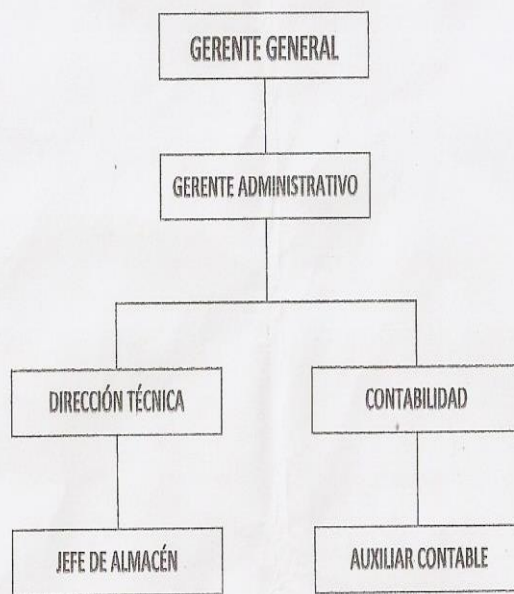 GERENTE GENERAL
GERENTE ADMINISTRATIVO
DIRECCIÓN TÉCNICA
CONTABILIDAD
JEFE DE ALMACÉN
AUXILIAR CONTABLE